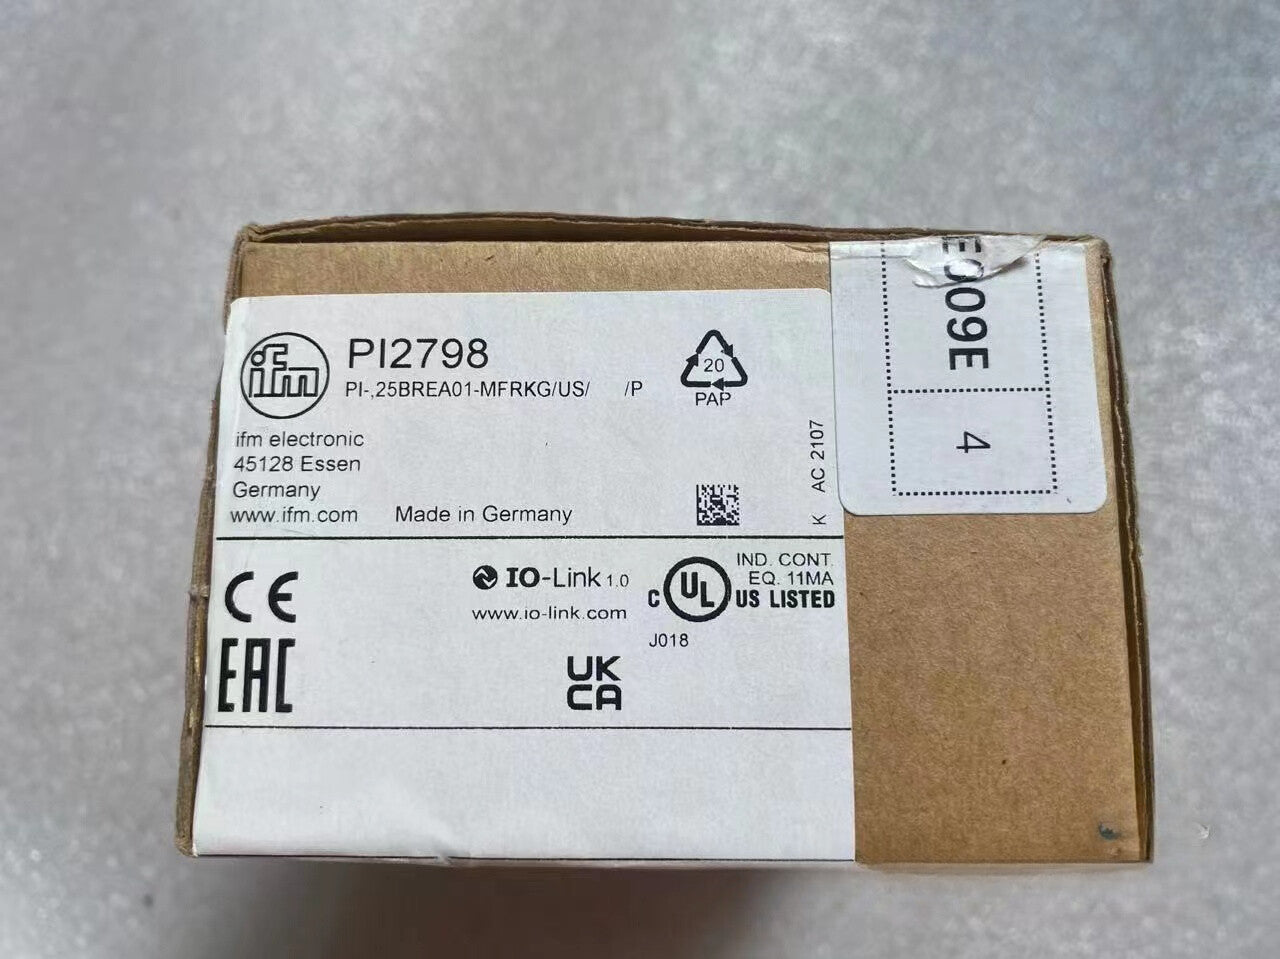 ifm
PI2798
PI-,25BREA01-MFRKG/US/ /P
20
PAP
ifm electronic
45128 Essen
Germany
www.ifm.com
Made in Germany
K AC 2107
E009E
4
CE
IO-Link 1.0
www.io-link.com
C UL US LISTED
IND. CONT.
EQ. 11MA
J018
EAC
UK
CA